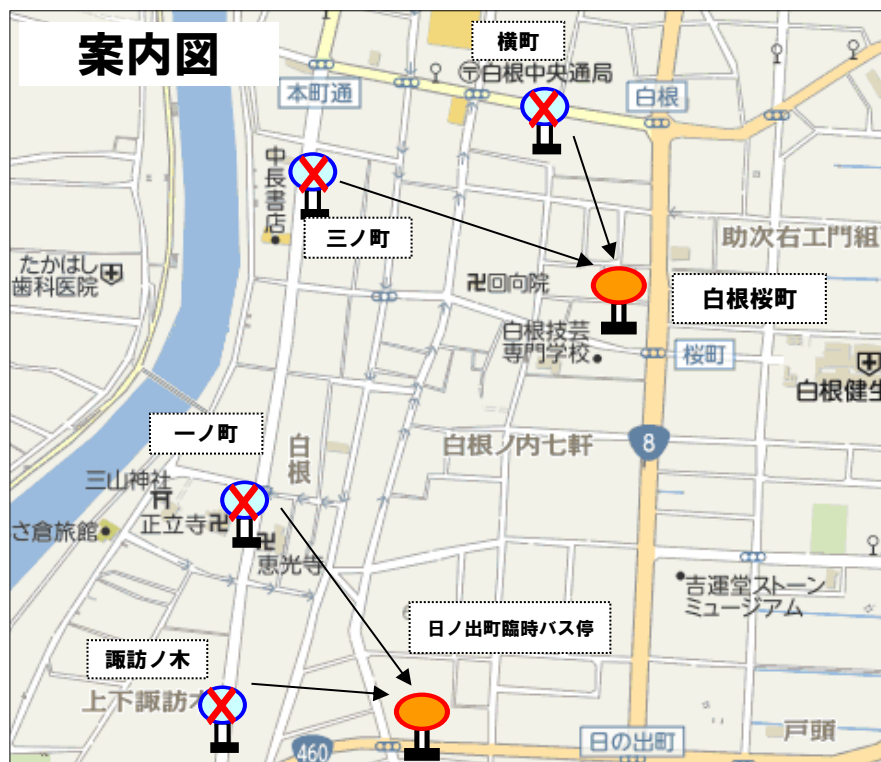 案内図
横町
〒白根中央通局
本町通
白根
中長書店
三ノ町
助次右エ門組
たかはし
歯科医院
卍回向院
白根桜町
白根技芸
専門学校
桜町
白根健生
一ノ町
白根
白根ノ内七軒
8
三山神社
正立寺卍
さ倉旅館
卍
恵光寺
吉運堂ストーン
ミュージアム
日ノ出町臨時バス停
諏訪ノ木
上下諏訪木
日の出町
戸頭
460